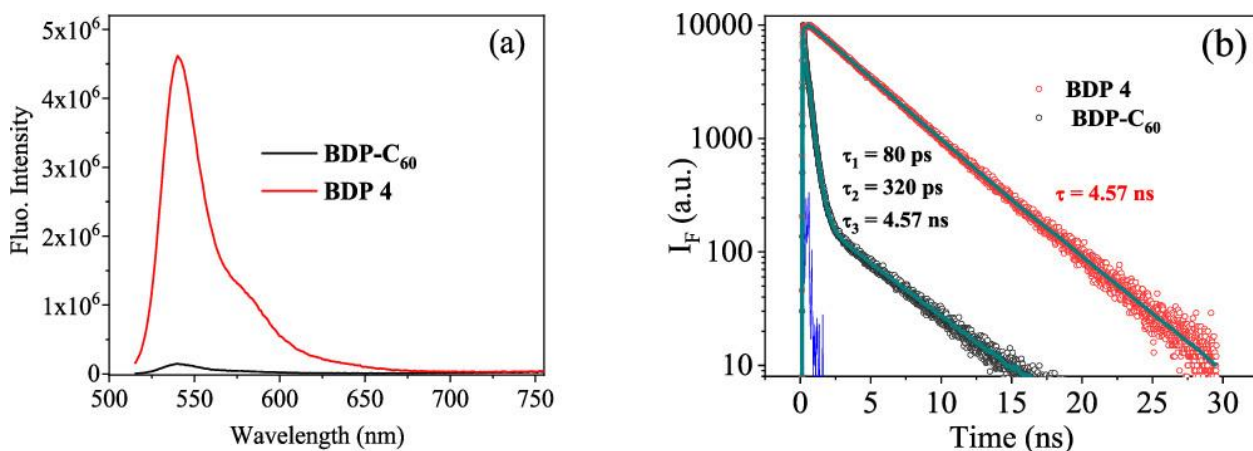 (a)
Fluo. Intensity
5x10⁶
4x10⁶
3x10⁶
2x10⁶
1x10⁶
0
BDP-C₆₀
BDP 4
500 550 600 650 700 750
Wavelength (nm)
(b)
I_F (a.u.)
10000
1000
100
10
BDP 4
BDP-C₆₀
τ₁ = 80 ps
τ₂ = 320 ps
τ₃ = 4.57 ns
τ = 4.57 ns
0 5 10 15 20 25 30
Time (ns)